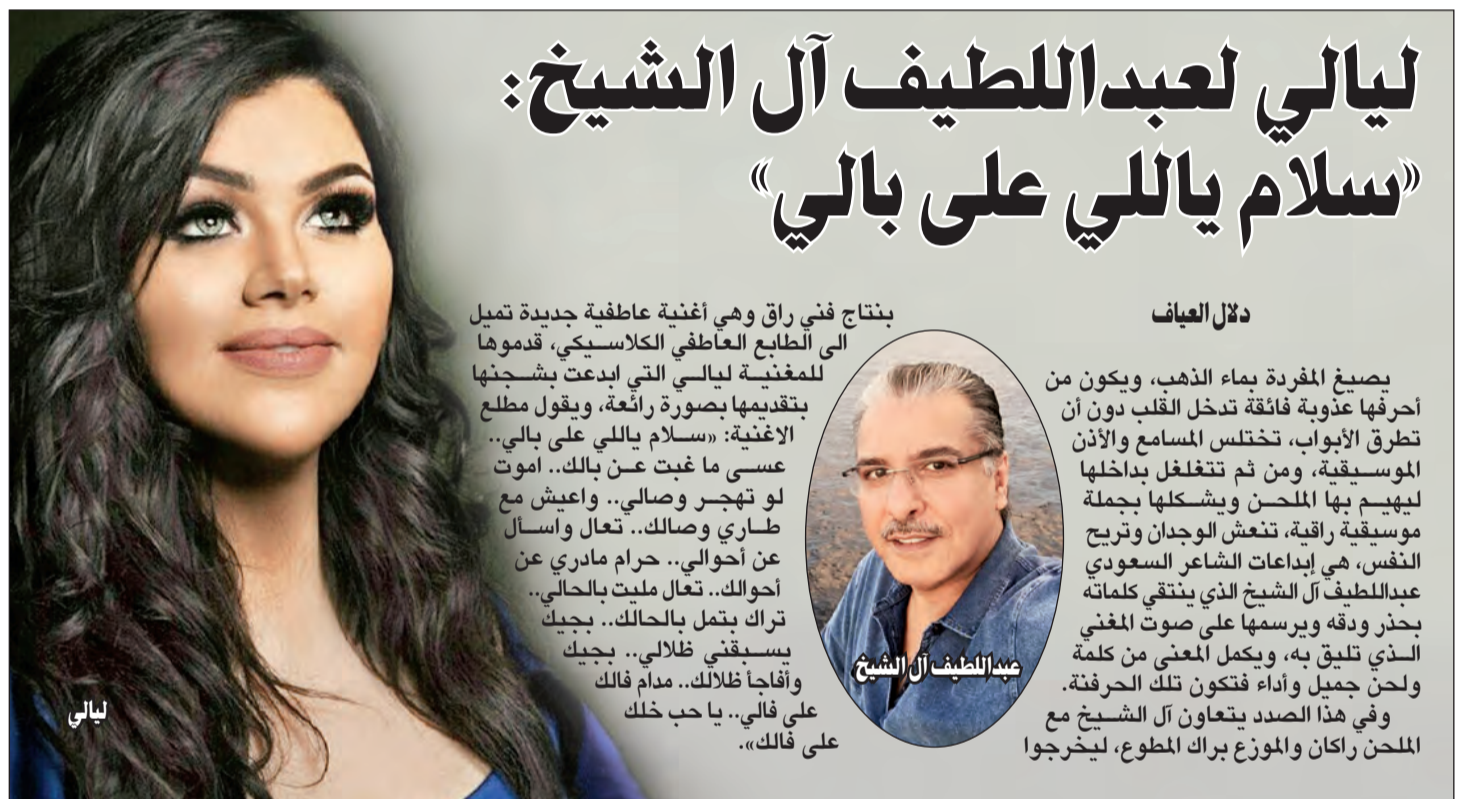 ليالي لعبداللطيف آل الشيخ:
«سلام ياللي على بالي»
دلال العياف
يصيغ المفردة بماء الذهب، ويكون من
أحرفها عذوبة فائقة تدخل القلب دون أن
تطرق الأبواب، تختلس المسامع والأذن
الموسيقية، ومن ثم تتغلغل بداخلها
ليهيم بها الملحن ويشكلها بجملة
موسيقية راقية، تنعش الوجدان وتريح
النفس، هي إبداعات الشاعر السعودي
عبداللطيف آل الشيخ الذي ينتقي كلماته
بحذر ودقه ويرسمها على صوت المغني
الذي تليق به، ويكمل المعنى من كلمة
ولحن جميل وأداء فتكون تلك الحرفنة.
وفي هذا الصدد يتعاون آل الشيخ مع
الملحن راكان والموزع براك المطوع، ليخرجوا
بنتاج فني راق وهي أغنية عاطفية جديدة تميل
الى الطابع العاطفي الكلاسيكي، قدموها
للمغنية ليالي التي ابدعت بشجنها
بتقديمها بصورة رائعة، ويقول مطلع
الاغنية: «سلام ياللي على بالي..
عسى ما غبت عن بالك.. اموت
لو تهجر وصالي.. واعيش مع
طاري وصالك.. تعال واسأل
عن أحوالي.. حرام مادري عن
أحوالك.. تعال مليت بالحالي..
تراك بتمل بالحالك.. بجيك
يسبقني ظلالي.. بجيك
وأفاجأ ظلالك.. مدام فالك
على فالي.. يا حب خلك
على فالك».
عبداللطيف آل الشيخ
ليالي